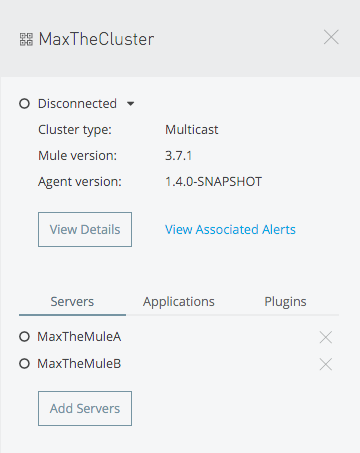 MaxTheCluster
Disconnected
Cluster type: Multicast
Mule version: 3.7.1
Agent version: 1.4.0-SNAPSHOT
View Details View Associated Alerts
Servers Applications Plugins
MaxTheMuleA
MaxTheMuleB
Add Servers